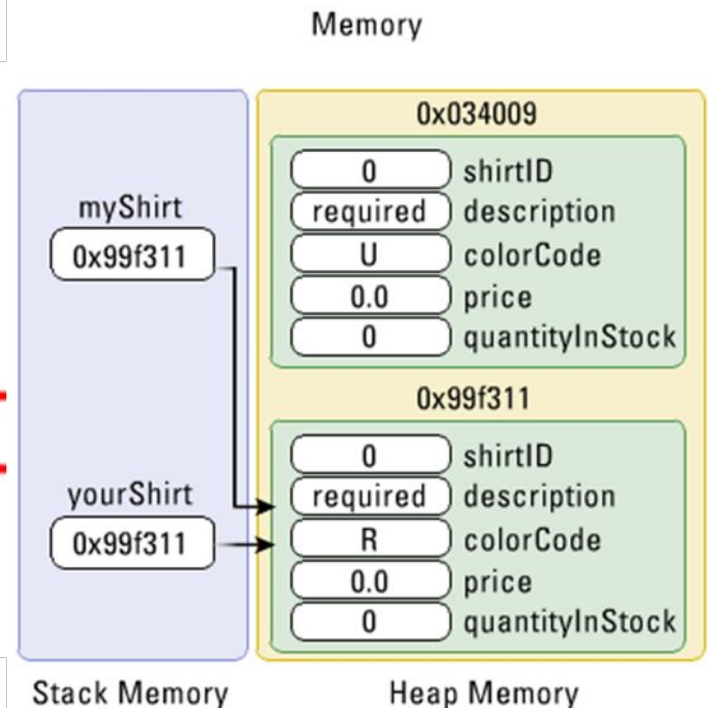 Memory
0x034009
0 shirtID
myShirt
required description
0x99f311
U colorCode
0.0 price
0 quantityInStock
0x99f311
0 shirtID
yourShirt
required description
0x99f311
R colorCode
0.0 price
0 quantityInStock
Stack Memory
Heap Memory